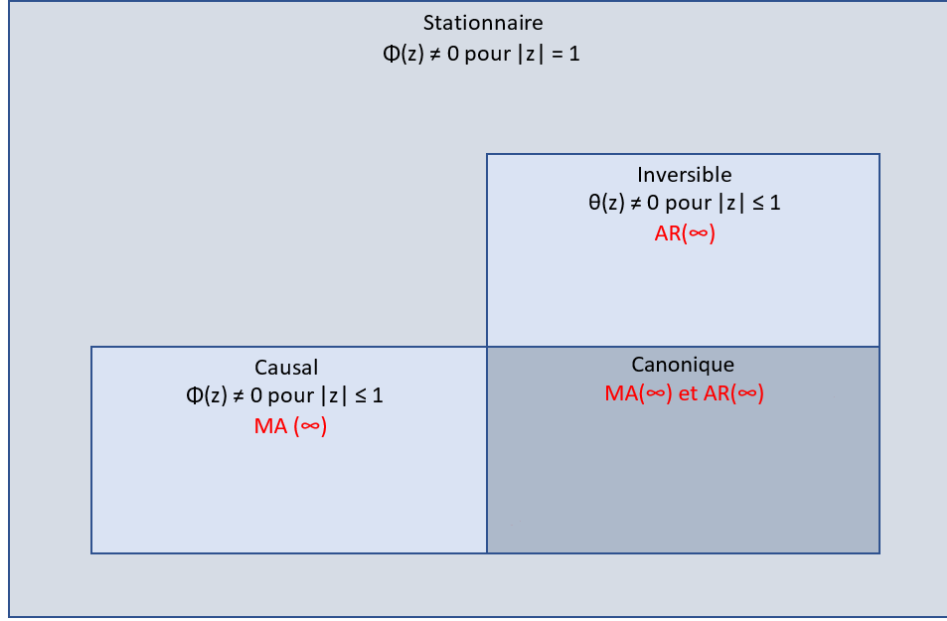 Stationnaire
Φ(z) ≠ 0 pour |z| = 1
Inversible
θ(z) ≠ 0 pour |z| ≤ 1
AR(∞)
Causal
Φ(z) ≠ 0 pour |z| ≤ 1
MA (∞)
Canonique
MA(∞) et AR(∞)